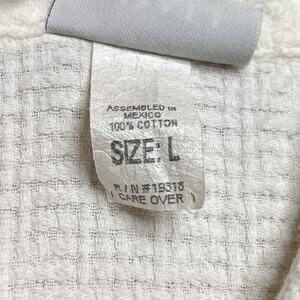 ASSEMBLED IN
MEXICO
100% COTTON
SIZE: L
R/N#19318
( CARE OVER )